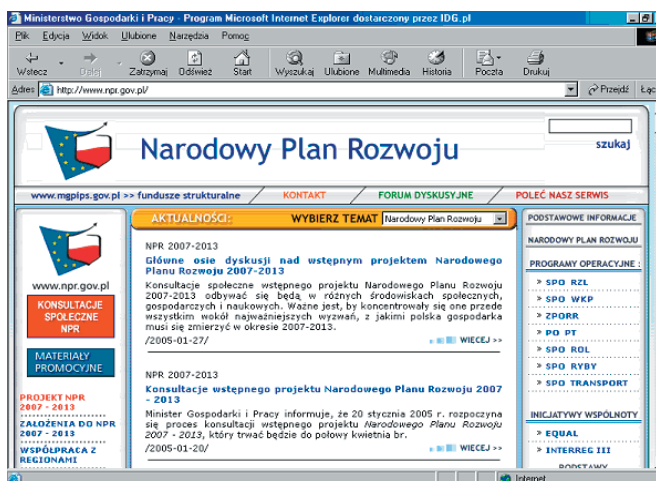 Ministerstwo Gospodarki i Pracy - Program Microsoft Internet Explorer dostarczony przez IDG.pl
Plik Edycja Widok Ulubione Narzędzia Pomoc
Wstecz Dalej Zatrzymaj Odśwież Start Wyszukaj Ulubione Multimedia Historia Poczta Drukuj
Adres http://www.npr.gov.pl/ Przejdź Łąc
Narodowy Plan Rozwoju
szukaj
www.mgpips.gov.pl >> fundusze strukturalne KONTAKT FORUM DYSKUSYJNE POLEĆ NASZ SERWIS
www.npr.gov.pl
KONSULTACJE
SPOŁECZNE
NPR
MATERIAŁY
PROMOCYJNE
PROJEKT NPR
2007 - 2013
ZAŁOŻENIA DO NPR
2007 - 2013
WSPÓŁPRACA Z
REGIONAMI
AKTUALNOŚCI: WYBIERZ TEMAT Narodowy Plan Rozwoju
NPR 2007-2013
Główne osie dyskusji nad wstępnym projektem Narodowego
Planu Rozwoju 2007-2013
Konsultacje społeczne wstępnego projektu Narodowego Planu Rozwoju
2007-2013 odbywać się będą w różnych środowiskach społecznych,
gospodarczych i naukowych. Ważne jest, by koncentrowały się one przede
wszystkim wokół najważniejszych wyzwań, z jakimi polska gospodarka
musi się zmierzyć w okresie 2007-2013.
/2005-01-27/ WIĘCEJ >>
NPR 2007-2013
Konsultacje wstępnego projektu Narodowego Planu Rozwoju 2007
- 2013
Minister Gospodarki i Pracy informuje, że 20 stycznia 2005 r. rozpoczyna
się proces konsultacji wstępnego projektu Narodowego Planu Rozwoju
2007 - 2013, który trwać będzie do połowy kwietnia br.
/2005-01-20/ WIĘCEJ >>
PODSTAWOWE INFORMACJE
NARODOWY PLAN ROZWOJU
PROGRAMY OPERACYJNE :
» SPO RZL
» SPO WKP
» ZPORR
» PO PT
» SPO ROL
» SPO RYBY
» SPO TRANSPORT
INICJATYWY WSPÓLNOTY
» EQUAL
» INTERREG III
PODSTAWY
Internet